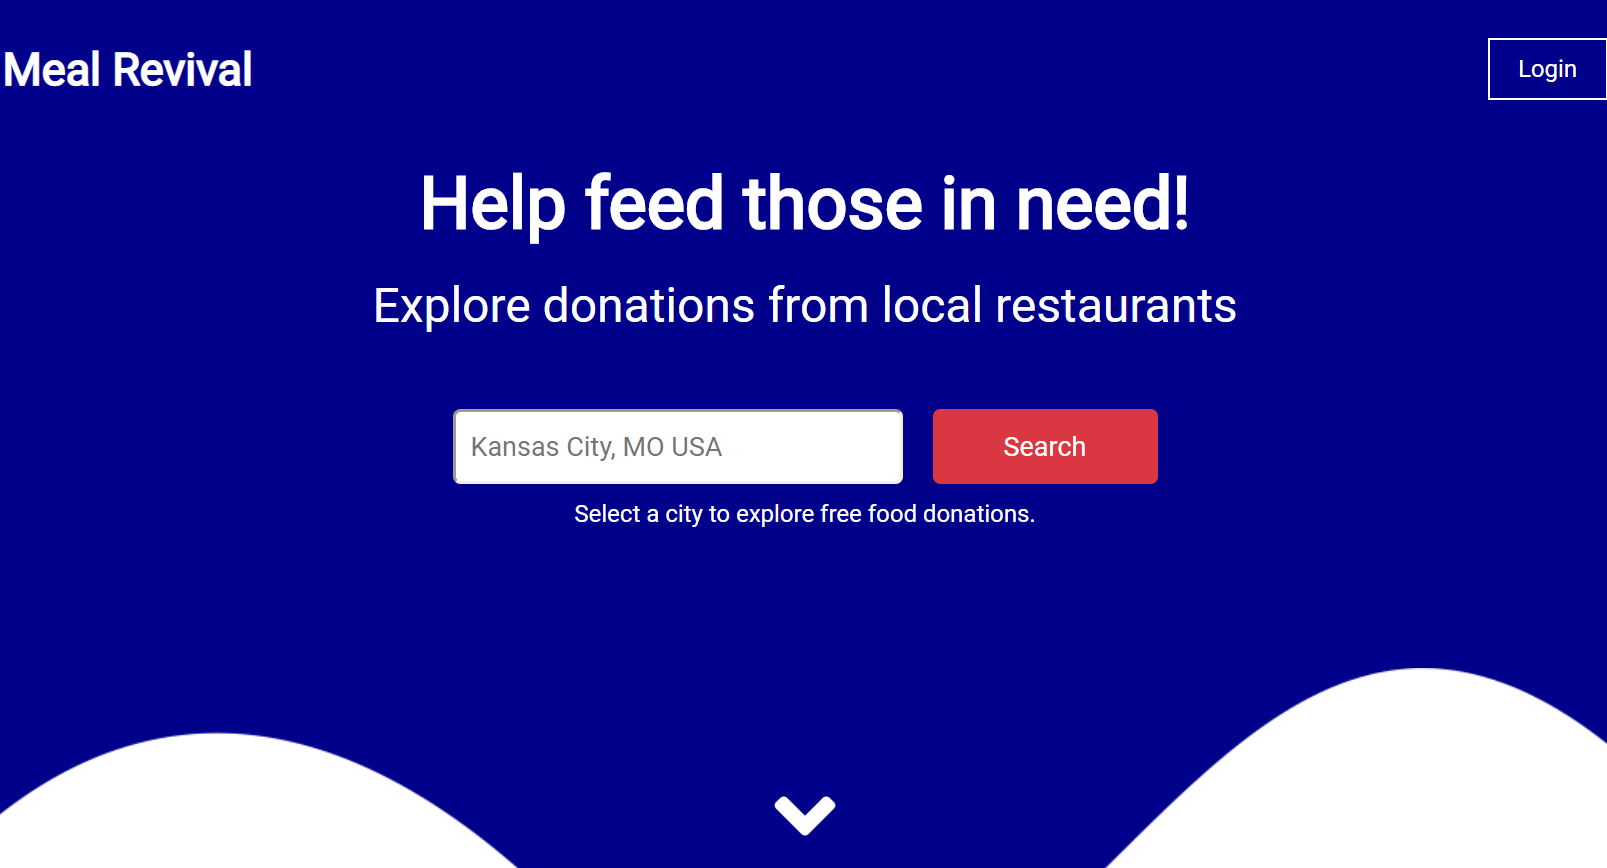 Meal Revival
Login
Help feed those in need!
Explore donations from local restaurants
Kansas City, MO USA
Search
Select a city to explore free food donations.